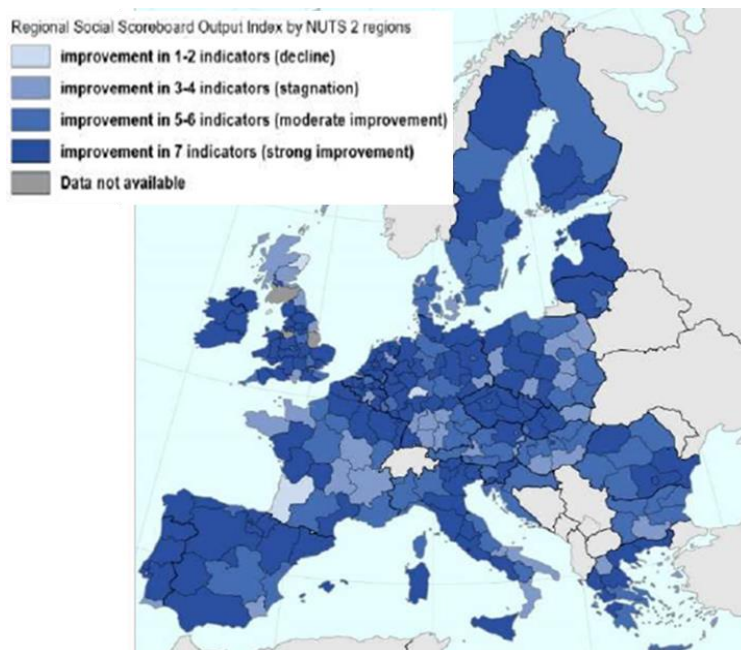 Regional Social Scoreboard Output Index by NUTS 2 regions
improvement in 1-2 indicators (decline)
improvement in 3-4 indicators (stagnation)
improvement in 5-6 indicators (moderate improvement)
improvement in 7 indicators (strong improvement)
Data not available